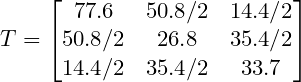 T = [ 77.6 50.8/2 14.4/2
50.8/2 26.8 35.4/2
14.4/2 35.4/2 33.7 ]